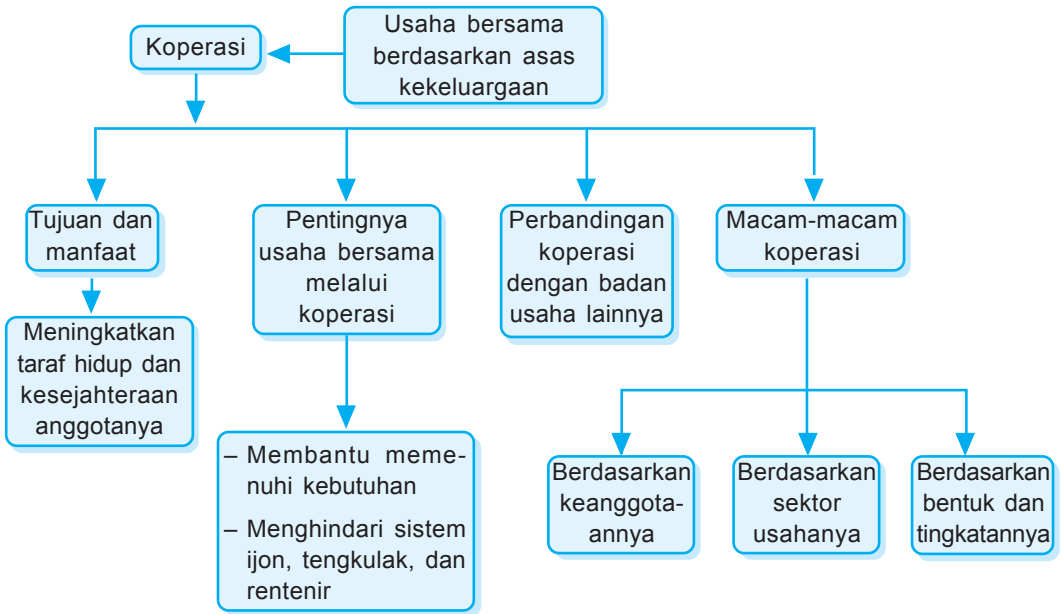 Koperasi
Usaha bersama
berdasarkan asas
kekeluargaan
Tujuan dan
manfaat
Pentingnya
usaha bersama
melalui
koperasi
Perbandingan
koperasi
dengan badan
usaha lainnya
Macam-macam
koperasi
Meningkatkan
taraf hidup dan
kesejahteraan
anggotanya
– Membantu meme-
nuhi kebutuhan
– Menghindari sistem
ijon, tengkulak, dan
rentenir
Berdasarkan
keanggota-
annya
Berdasarkan
sektor
usahanya
Berdasarkan
bentuk dan
tingkatannya